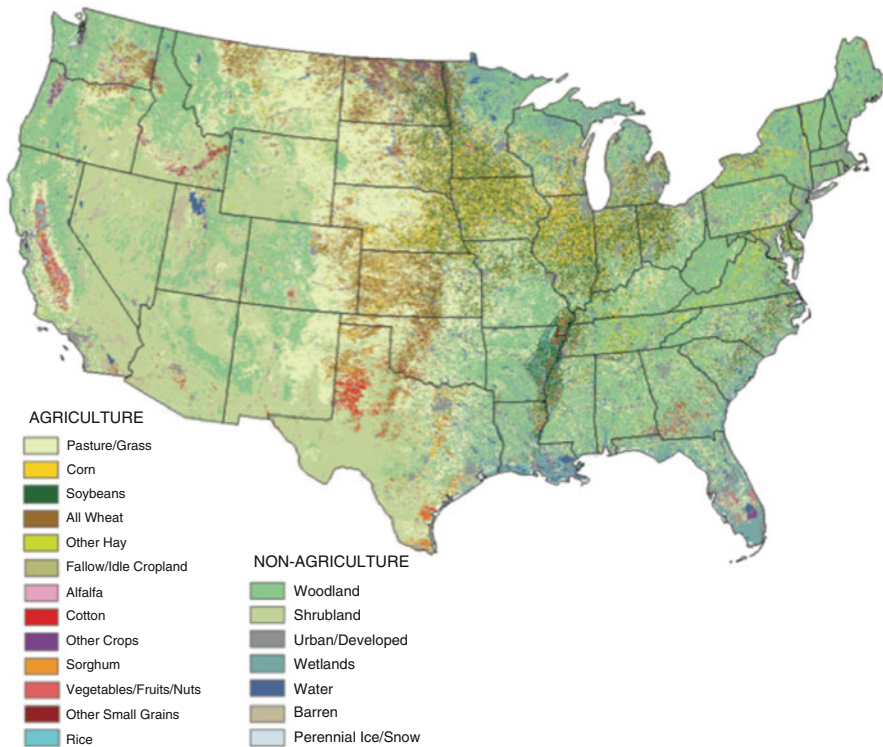 AGRICULTURE
Pasture/Grass
Corn
Soybeans
All Wheat
Other Hay
Fallow/Idle Cropland
Alfalfa
Cotton
Other Crops
Sorghum
Vegetables/Fruits/Nuts
Other Small Grains
Rice
NON-AGRICULTURE
Woodland
Shrubland
Urban/Developed
Wetlands
Water
Barren
Perennial Ice/Snow